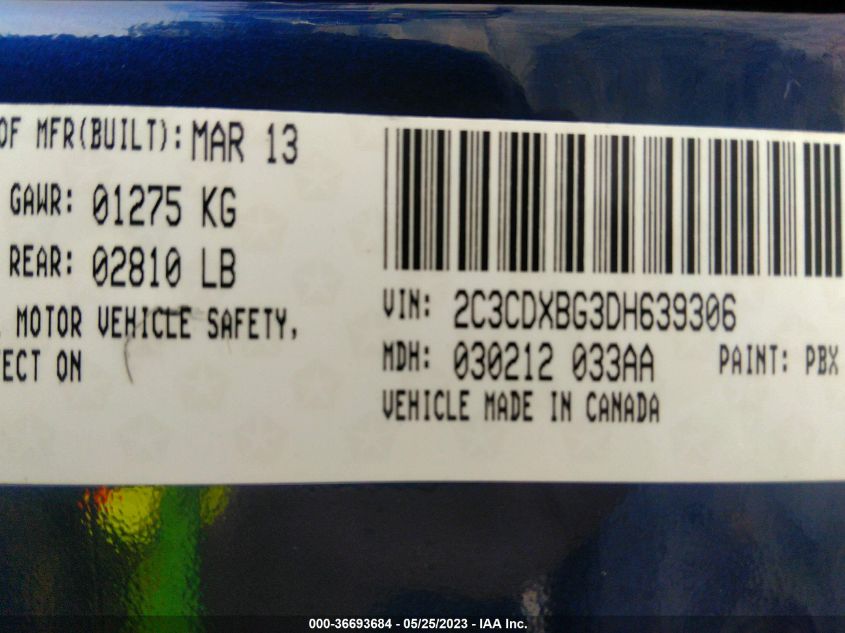 OF MFR(BUILT): MAR 13
GAWR: 01275 KG
REAR: 02810 LB
MOTOR VEHICLE SAFETY,
ECT ON
VIN: 2C3CDXBG3DH639306
MDH: 030212 033AA PAINT: PBX
VEHICLE MADE IN CANADA
000-36693684 - 05/25/2023 - IAA Inc.